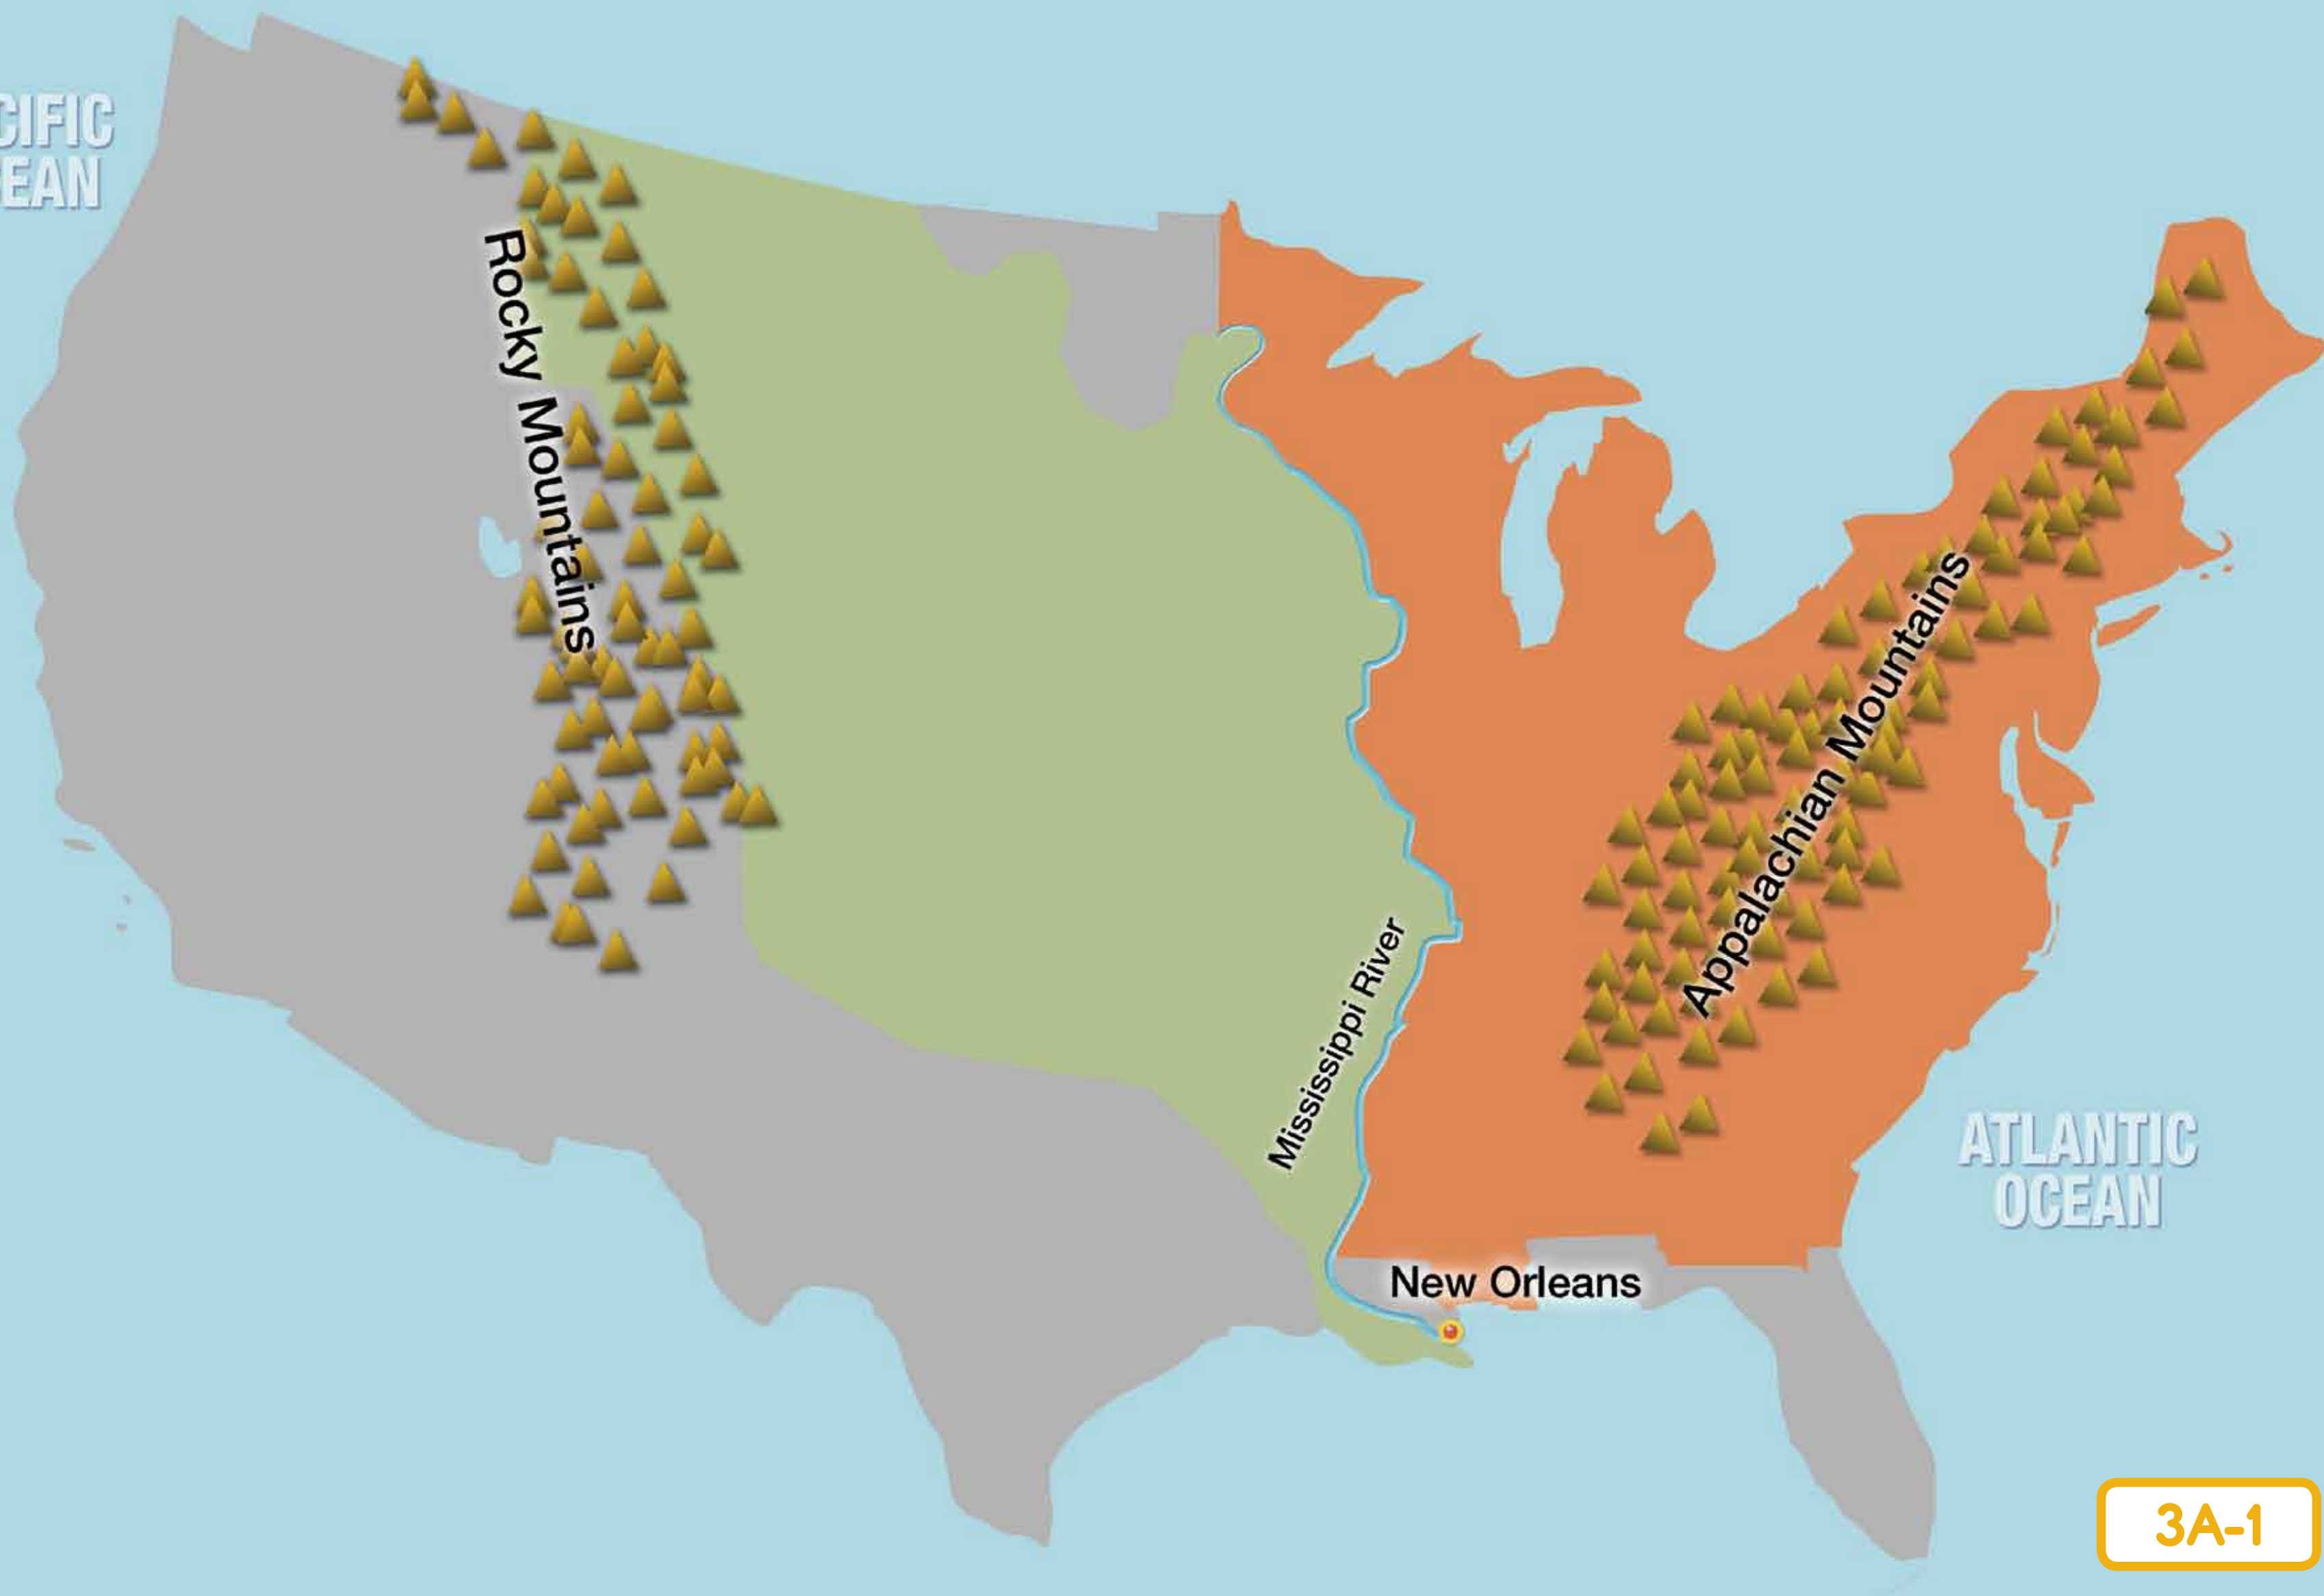 CIFIC
EAN
Rocky Mountains
Appalachian Mountains
Mississippi River
ATLANTIC
OCEAN
New Orleans
3A-1